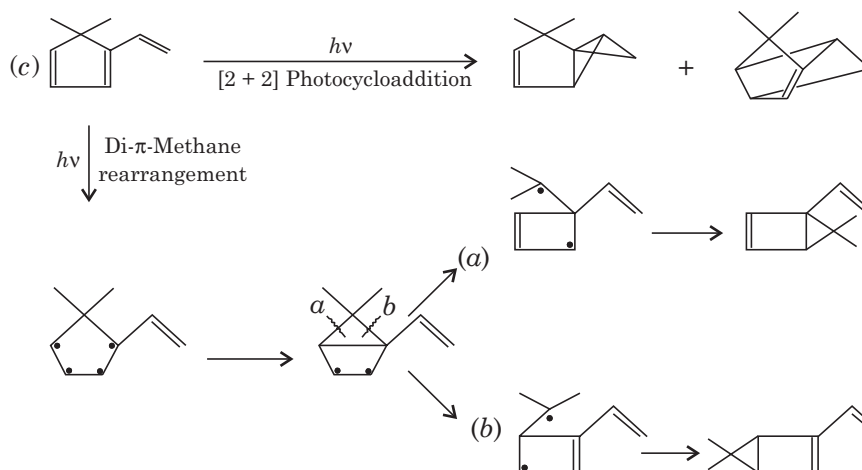 (c)
hν
[2 + 2] Photocycloaddition
+
hν
Di-π-Methane
rearrangement
(a)
a b
(b)